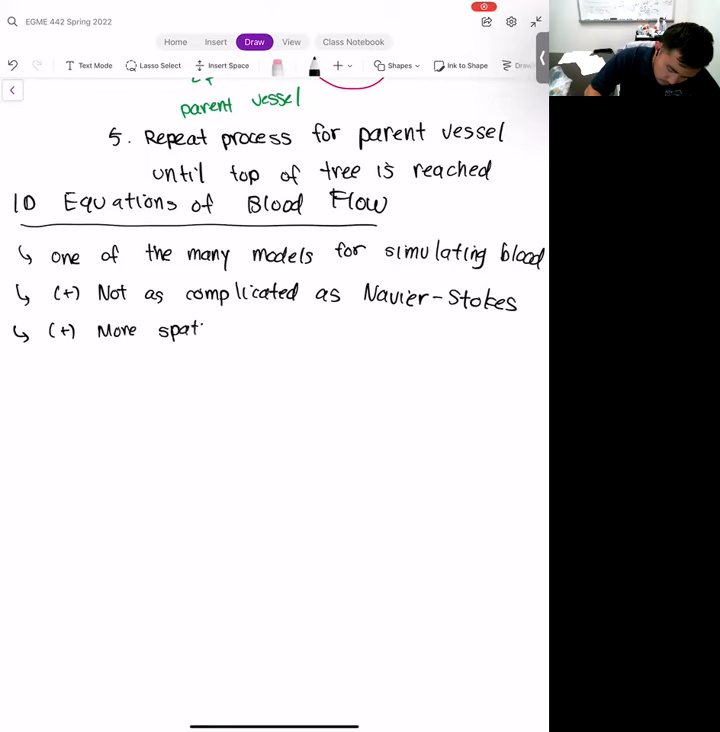 EGME 442 Spring 2022
Home Insert Draw View Class Notebook
Text Mode Lasso Select Insert Space Shapes Ink to Shape Draw
parent vessel
5. Repeat process for parent vessel
until top of tree is reached
1D Equations of Blood Flow
↳ one of the many models for simulating blood
↳ (+) Not as complicated as Navier-Stokes
↳ (+) More spat